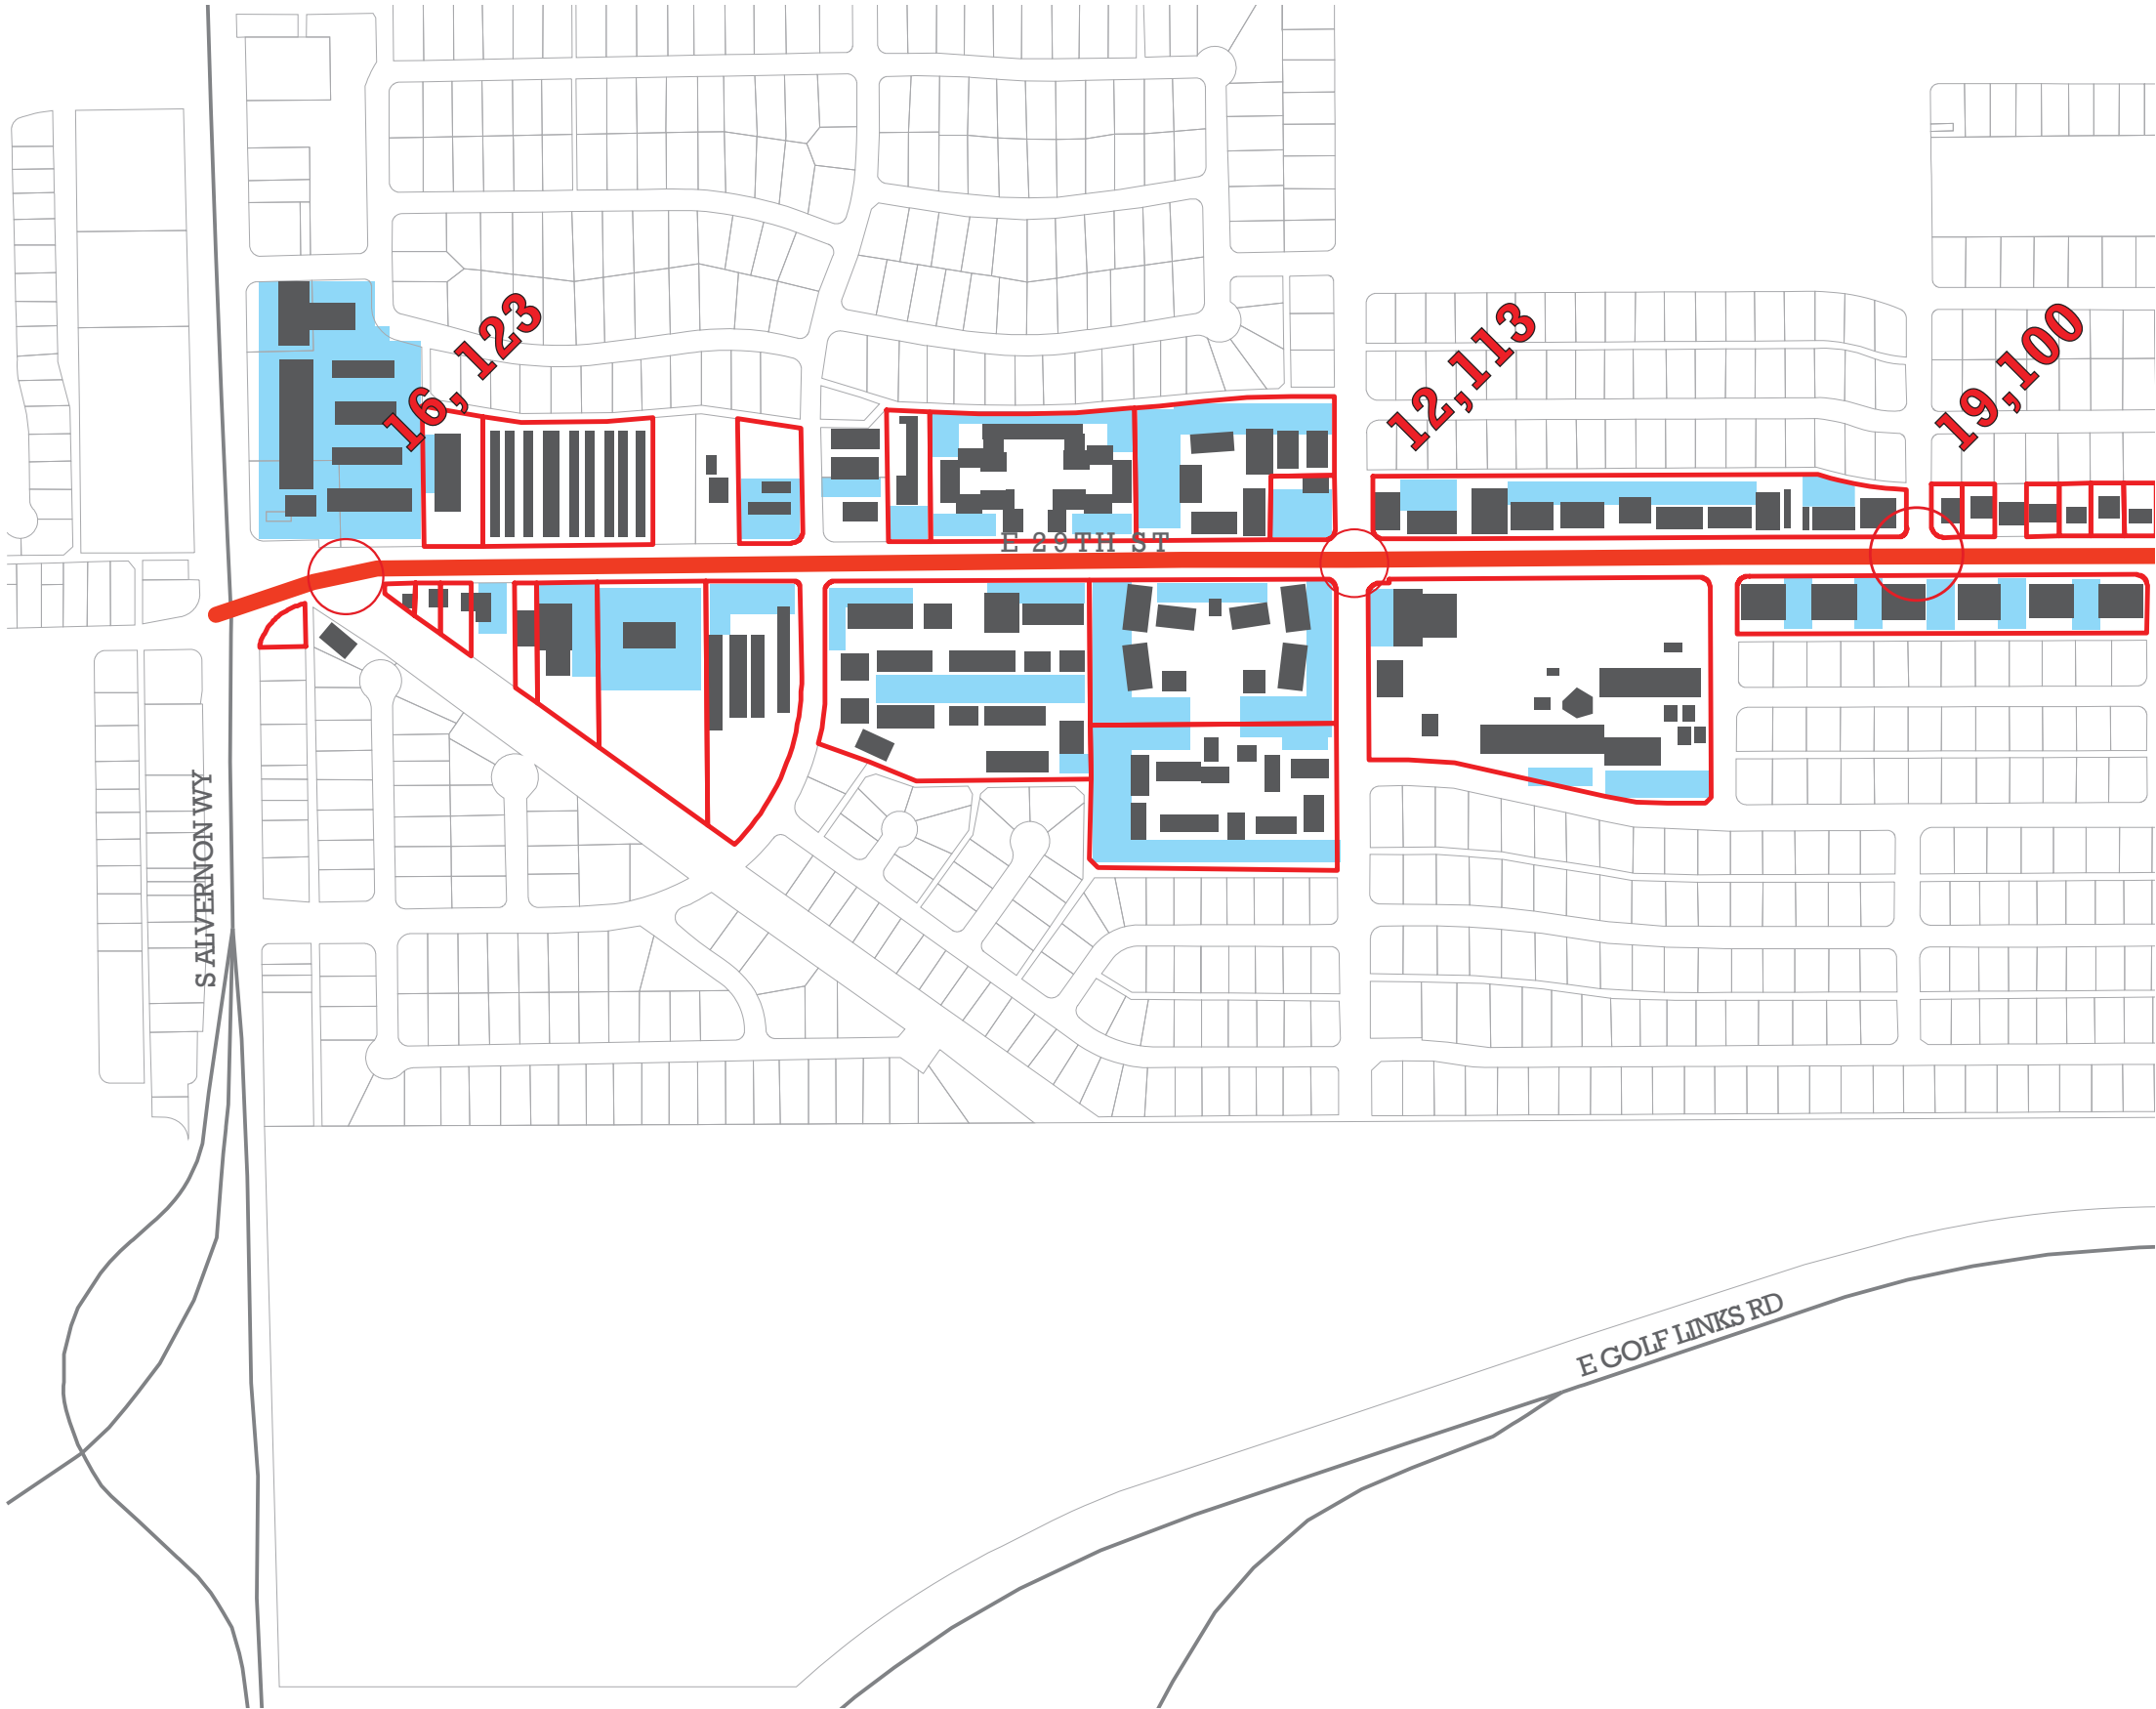 16,123
12,113
19,100
E 29TH ST
S ALVERNON WY
E GOLF LINKS RD